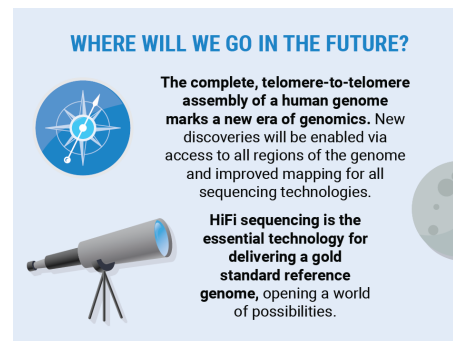 WHERE WILL WE GO IN THE FUTURE?
The complete, telomere-to-telomere
assembly of a human genome
marks a new era of genomics. New
discoveries will be enabled via
access to all regions of the genome
and improved mapping for all
sequencing technologies.
HiFi sequencing is the
essential technology for
delivering a gold
standard reference
genome, opening a world
of possibilities.